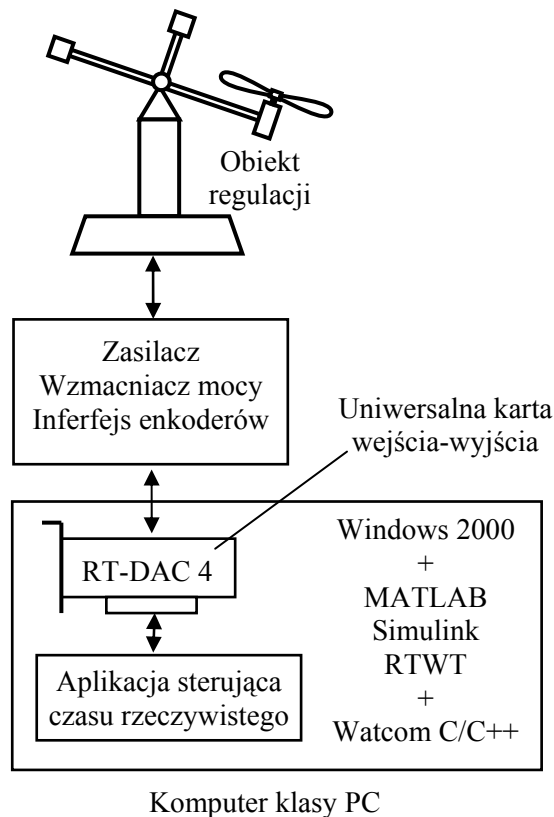 Obiekt
regulacji
Zasilacz
Wzmacniacz mocy
Inferfejs enkoderów
Uniwersalna karta
wejścia-wyjścia
RT-DAC 4
Aplikacja sterująca
czasu rzeczywistego
Windows 2000
+
MATLAB
Simulink
RTWT
+
Watcom C/C++
Komputer klasy PC